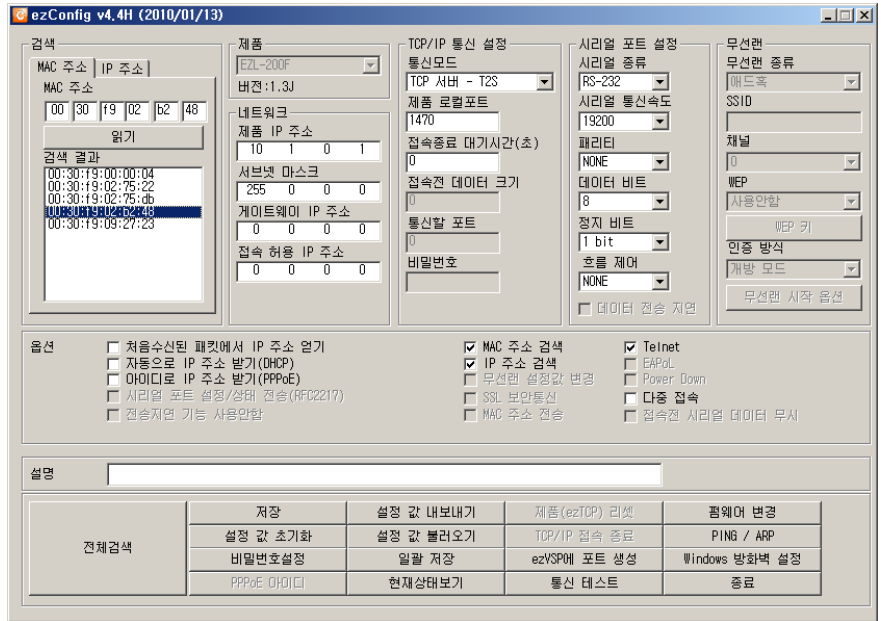 ezConfig v4.4H (2010/01/13)
검색
MAC 주소
IP 주소
MAC 주소
00 30 f9 02 b2 48
읽기
검색 결과
00:30:f9:00:00:04
00:30:f9:02:75:22
00:30:f9:02:75:db
00:30:f9:02:b2:48
00:30:f9:09:27:23
제품
EZL-200F
버전:1.3J
네트워크
제품 IP 주소
10 1 0 1
서브넷 마스크
255 0 0 0
게이트웨이 IP 주소
0 0 0 0
접속 허용 IP 주소
0 0 0 0
TCP/IP 통신 설정
통신모드
TCP 서버 - T2S
제품 로컬포트
1470
접속종료 대기시간(초)
0
접속전 데이터 크기
0
통신할 포트
0
비밀번호
시리얼 포트 설정
시리얼 종류
RS-232
시리얼 통신속도
19200
패리티
NONE
데이터 비트
8
정지 비트
1 bit
흐름 제어
NONE
데이터 전송 지연
무선랜
무선랜 종류
애드혹
SSID
채널
0
WEP
사용안함
WEP 키
인증 방식
개방 모드
무선랜 시작 옵션
옵션
처음수신된 패킷에서 IP 주소 얻기
자동으로 IP 주소 받기(DHCP)
아이디로 IP 주소 받기(PPPoE)
시리얼 포트 설정/상태 전송(RFC2217)
전송지연 기능 사용안함
MAC 주소 검색
IP 주소 검색
무선랜 설정값 변경
SSL 보안통신
MAC 주소 전송
Telnet
EAPoL
Power Down
다중 접속
접속전 시리얼 데이터 무시
설명
전체검색
저장
설정 값 내보내기
제품(ezTCP) 리셋
펌웨어 변경
설정 값 초기화
설정 값 불러오기
TCP/IP 접속 종료
PING / ARP
비밀번호설정
일괄 저장
ezVSP에 포트 생성
Windows 방화벽 설정
PPPoE 아이디
현재상태보기
통신 테스트
종료